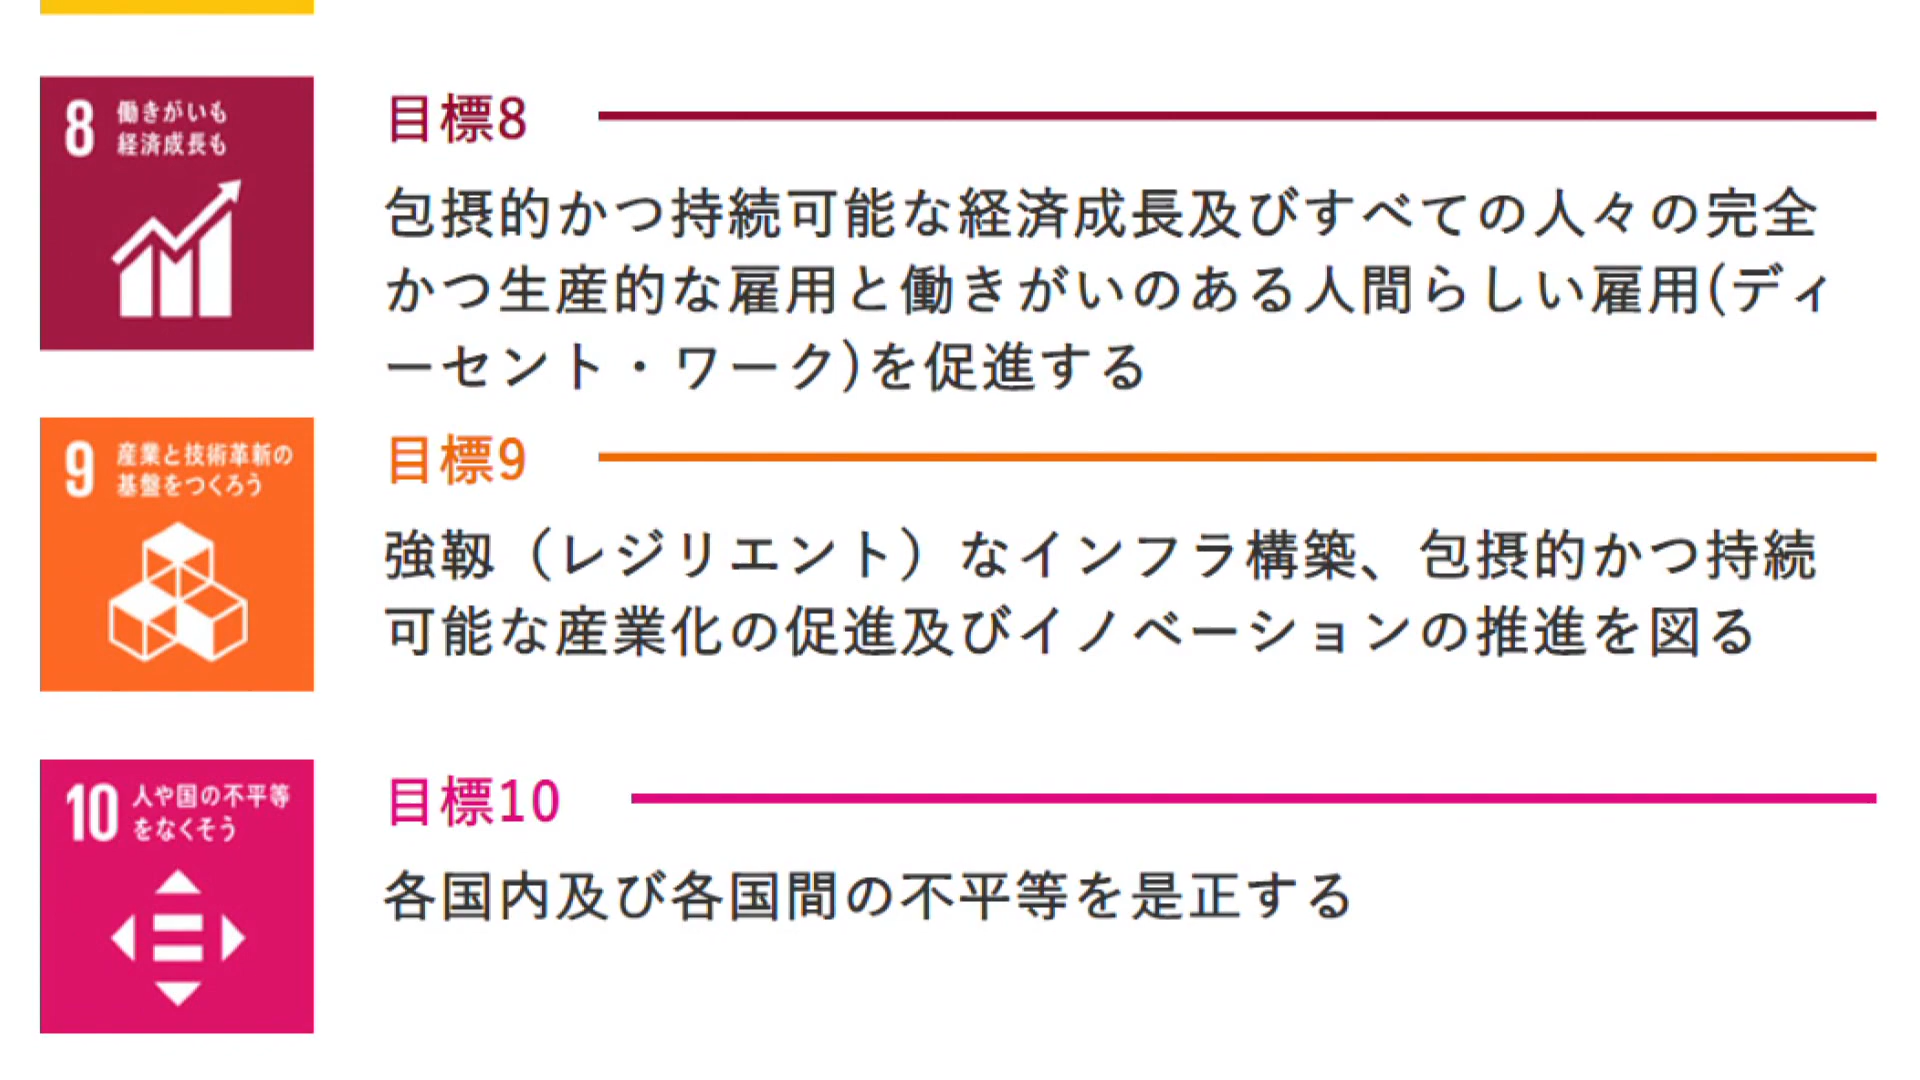 8 働きがいも
経済成長も
目標8
包摂的かつ持続可能な経済成長及びすべての人々の完全
かつ生産的な雇用と働きがいのある人間らしい雇用(ディ
ーセント・ワーク)を促進する
9 産業と技術革新の
基盤をつくろう
目標9
強靱（レジリエント）なインフラ構築、包摂的かつ持続
可能な産業化の促進及びイノベーションの推進を図る
10 人や国の不平等
をなくそう
目標10
各国内及び各国間の不平等を是正する